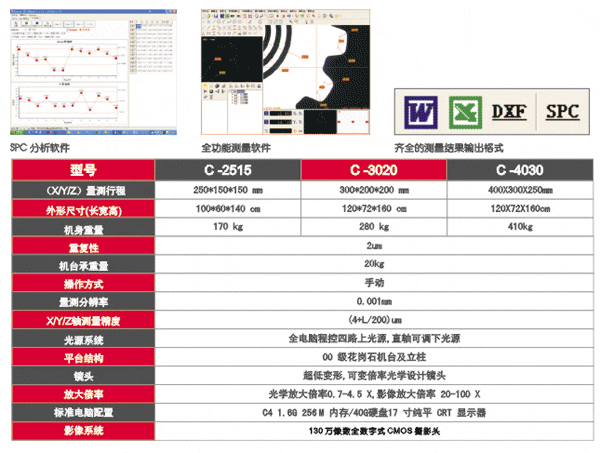 W
X
DXF
SPC
SPC 分析软件
全功能测量软件
齐全的测量结果输出格式
型号 C-2515 C-3020 C-4030
(X/Y/Z) 量测行程 250*150*150 mm 300*200*200 mm 400X300X250mm
外形尺寸(长宽高) 100*60*140 cm 120*72*160 cm 120X72X160cm
机身重量 170 kg 280 kg 410kg
重复性 2um
机台承重量 20kg
操作方式 手动
量测分辨率 0.001mm
X/Y/Z轴测量精度 (4+L/200)um
光源系统 全电脑程控四路上光源,直轴可调下光源
平台结构 00 级花岗石机台及立柱
镜头 超低变形,可变倍率光学设计镜头
放大倍率 光学放大倍率0.7-4.5 X,影像放大倍率 20-100 X
标准电脑配置 C4 1.6G 256M 内存/40G硬盘17 寸纯平 CRT 显示器
影像系统 130万像数全数字式CMOS摄影头